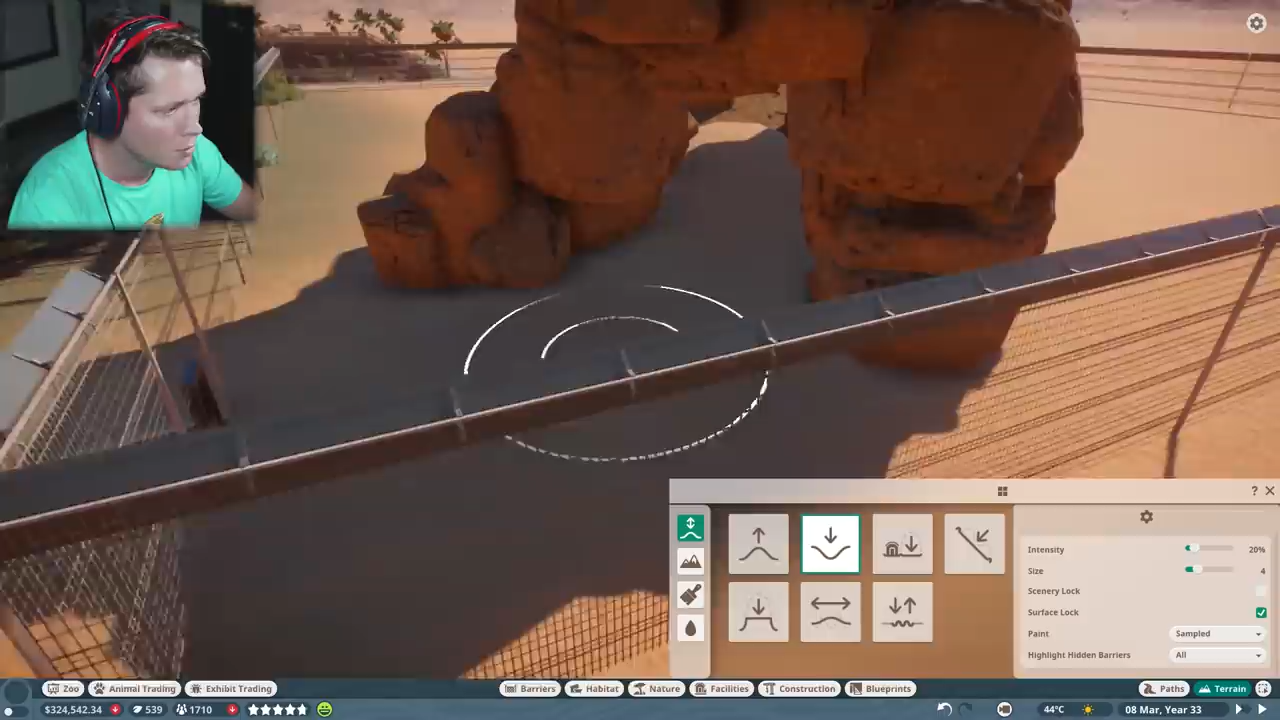 Intensity 20%
Size 4
Scenery Lock
Surface Lock
Paint Sampled
Highlight Hidden Barriers All
Zoo Animal Trading Exhibit Trading Barriers Habitat Nature Facilities Construction Blueprints Paths Terrain
$324,542.34 539 1710 44°C 08 Mar, Year 33